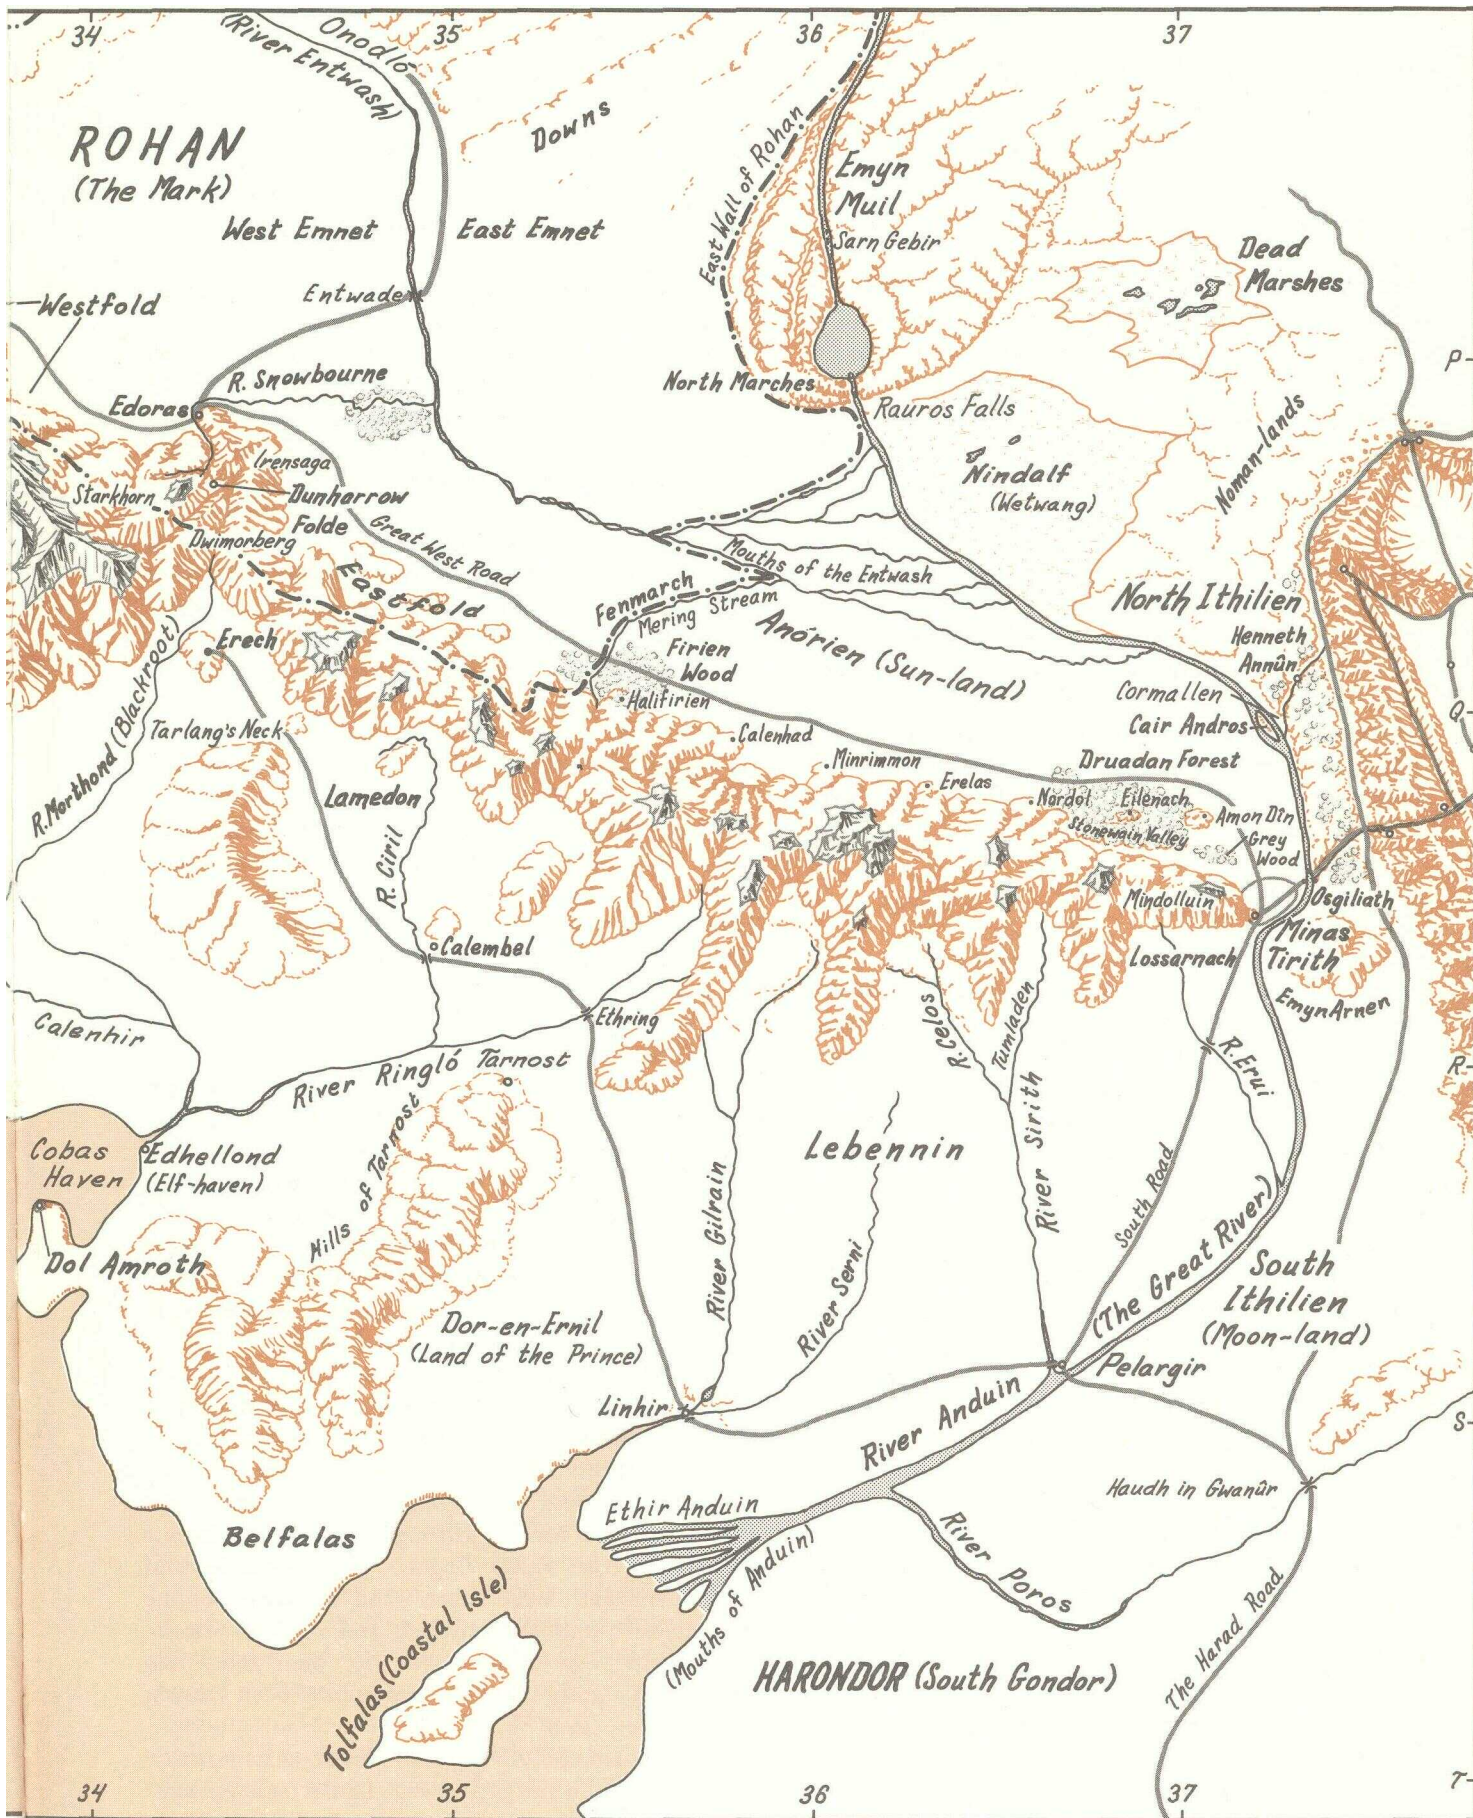 34
35
36
37
Onodló
(River Entwash)
ROHAN
(The Mark)
Downs
East Wall of Rohan
Emyn
Muil
Sarn Gebir
West Emnet
East Emnet
Dead
Marshes
Entwade
Westfold
P-
R. Snowbourne
North Marches
Edoras
Rauros Falls
Noman-lands
Irensaga
Starkhorn
Dunharrow
Folde
Nindalf
(Wetwang)
Dwimorberg
Great West Road
Mouths of the Entwash
Eastfold
Fenmarch
Mering Stream
North Ithilien
Anórien (Sun-land)
Erech
Henneth
Annûn
Firien
Wood
Halifirien
Cormallen
Cair Andros
Q-
R. Morthond (Blackroot)
Tarlang's Neck
Calenhad
Minrimmon
Druadan Forest
Erelas
Lamedon
Nardol
Eilenach
Amon Dîn
Stonewain Valley
Grey
Wood
R. Ciril
Mindolluin
Osgiliath
Minas
Tirith
Calembel
Lossarnach
Emyn Arnen
Calenhir
Ethring
R. Celos
Tumladen
R. Erui
R-
River Ringló
Tarnost
River Sirith
Hills of Tarnost
Cobas
Haven
Edhellond
(Elf-haven)
Lebennin
South Road
River Gilrain
Dol Amroth
River Serni
(The Great River)
South
Ithilien
(Moon-land)
Dor-en-Ernil
(Land of the Prince)
Pelargir
Linhir
River Anduin
S-
Haudh in Gwanûr
Ethir Anduin
Belfalas
River Poros
(Mouths of Anduin)
Tolfalas (Coastal Isle)
The Harad Road
HARONDOR (South Gondor)
34
35
36
37
T-